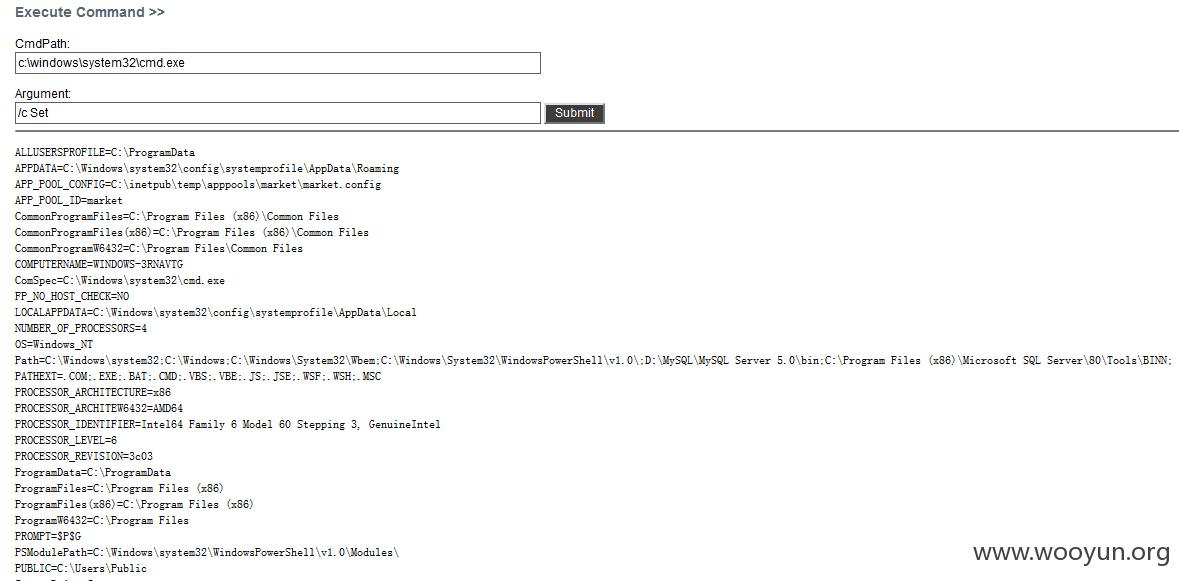 Execute Command >>
CmdPath:
c:\windows\system32\cmd.exe
Argument:
/c Set
Submit
ALLUSERSPROFILE=C:\ProgramData
APPDATA=C:\Windows\system32\config\systemprofile\AppData\Roaming
APP_POOL_CONFIG=C:\inetpub\temp\apppools\market\market.config
APP_POOL_ID=market
CommonProgramFiles=C:\Program Files (x86)\Common Files
CommonProgramFiles(x86)=C:\Program Files (x86)\Common Files
CommonProgramW6432=C:\Program Files\Common Files
COMPUTERNAME=WINDOWS-3RNAVTG
ComSpec=C:\Windows\system32\cmd.exe
FP_NO_HOST_CHECK=NO
LOCALAPPDATA=C:\Windows\system32\config\systemprofile\AppData\Local
NUMBER_OF_PROCESSORS=4
OS=Windows_NT
Path=C:\Windows\system32;C:\Windows;C:\Windows\System32\Wbem;C:\Windows\System32\WindowsPowerShell\v1.0\;D:\MySQL\MySQL Server 5.0\bin;C:\Program Files (x86)\Microsoft SQL Server\80\Tools\BINN;
PATHEXT=.COM;.EXE;.BAT;.CMD;.VBS;.VBE;.JS;.JSE;.WSF;.WSH;.MSC
PROCESSOR_ARCHITECTURE=x86
PROCESSOR_ARCHITEW6432=AMD64
PROCESSOR_IDENTIFIER=Intel64 Family 6 Model 60 Stepping 3, GenuineIntel
PROCESSOR_LEVEL=6
PROCESSOR_REVISION=3c03
ProgramData=C:\ProgramData
ProgramFiles=C:\Program Files (x86)
ProgramFiles(x86)=C:\Program Files (x86)
ProgramW6432=C:\Program Files
PROMPT=$P$G
PSModulePath=C:\Windows\system32\WindowsPowerShell\v1.0\Modules\
PUBLIC=C:\Users\Public
www.wooyun.org